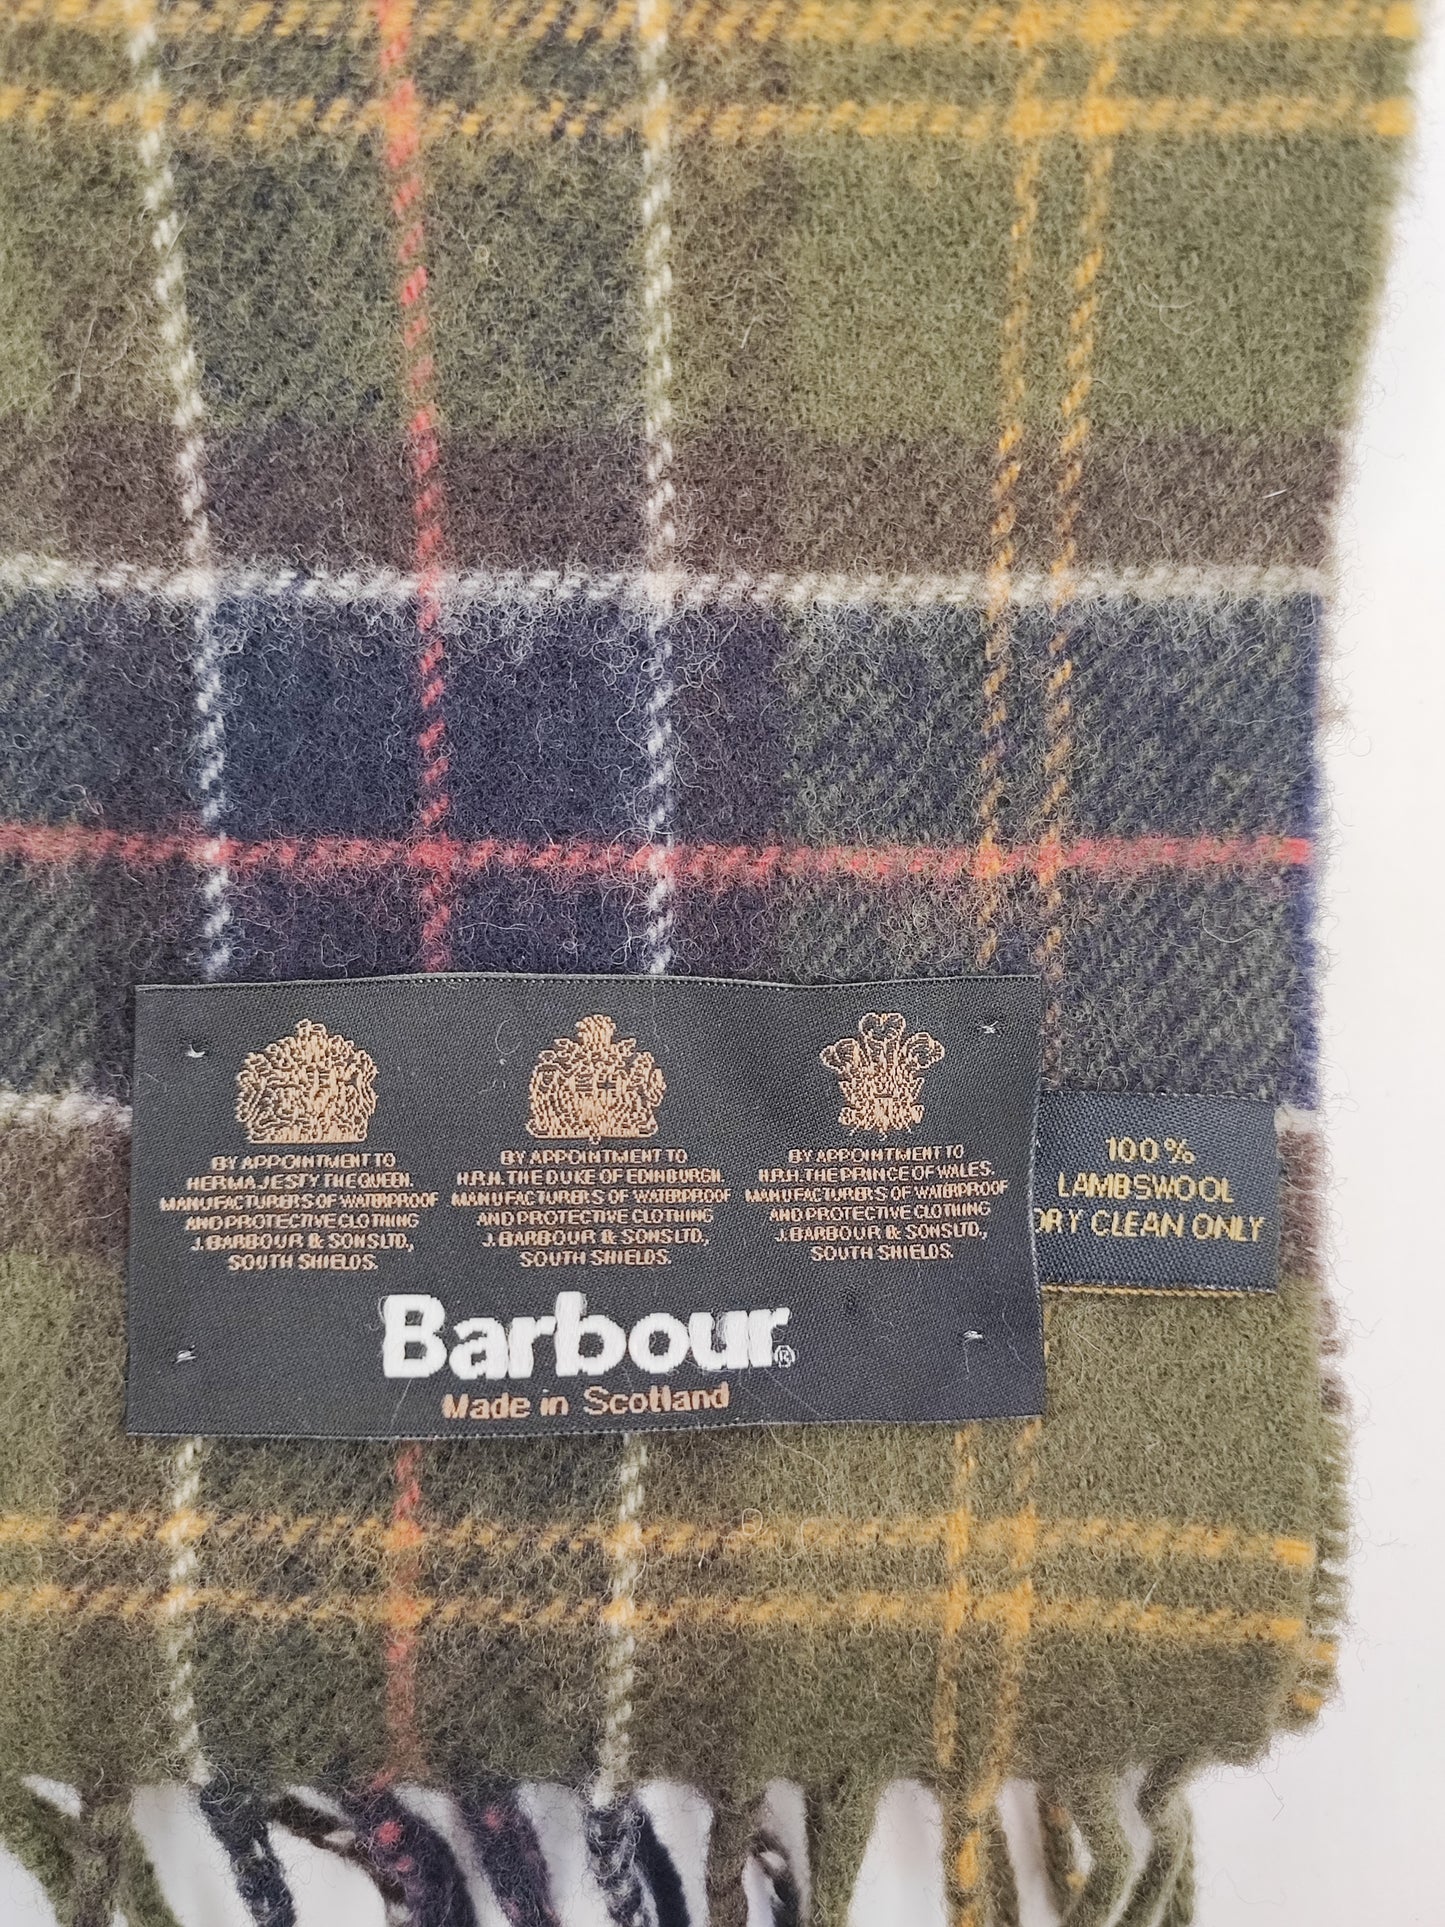 BY APPOINTMENT TO
HER MAJESTY THE QUEEN.
MANUFACTURERS OF WATERPROOF
AND PROTECTIVE CLOTHING
J. BARBOUR & SONS LTD.,
SOUTH SHIELDS.
BY APPOINTMENT TO
H.R.H. THE DUKE OF EDINBURGH.
MANUFACTURERS OF WATERPROOF
AND PROTECTIVE CLOTHING
J. BARBOUR & SONS LTD.,
SOUTH SHIELDS.
BY APPOINTMENT TO
H.R.H. THE PRINCE OF WALES.
MANUFACTURERS OF WATERPROOF
AND PROTECTIVE CLOTHING
J. BARBOUR & SONS LTD.,
SOUTH SHIELDS.
Barbour®
Made in Scotland
100%
LAMBSWOOL
DRY CLEAN ONLY